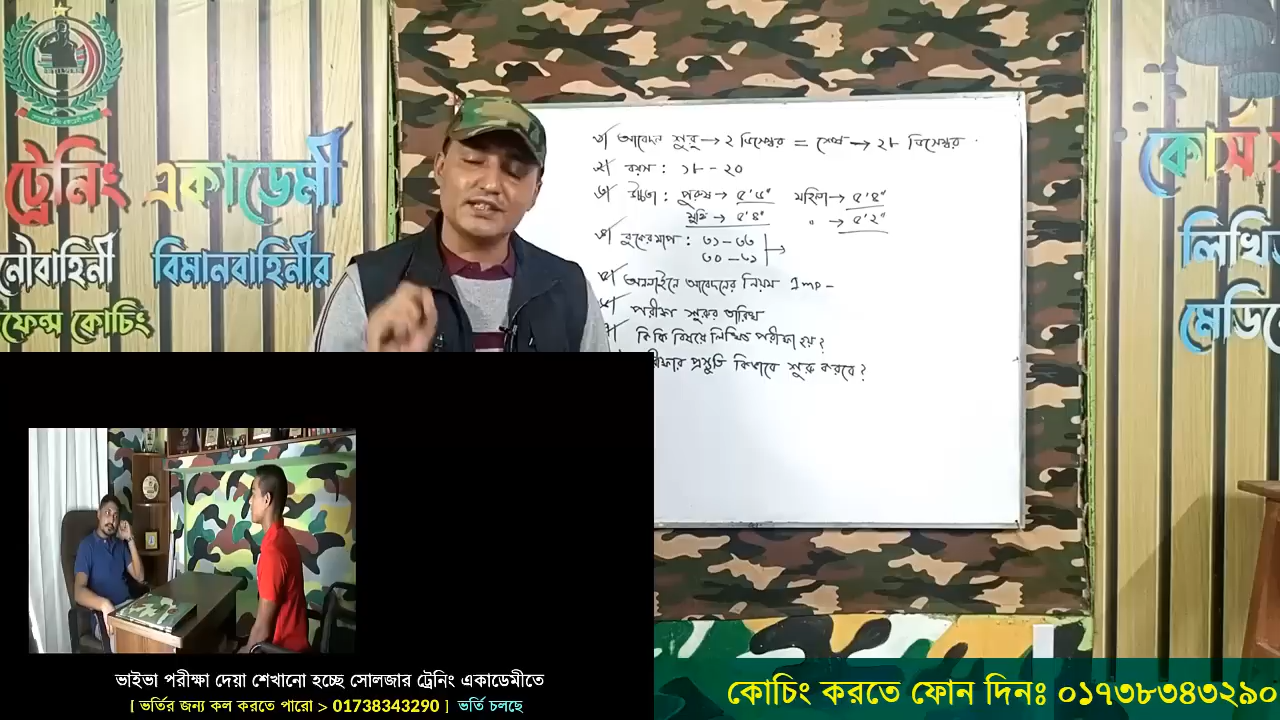 ট্রেনিং একাডেমী
নৌবাহিনী বিমানবাহিনীর
কোচিং
১/ আবেদন শুরু → ২ ডিসেম্বর = শেষ → ২৮ ডিসেম্বর
২/ বয়স : ১৮ - ২০
৩/ উচ্চতা : পুরুষ → ৫'৬" মহিলা → ৫'৪"
→ ৫'৪" " → ৫'২"
৪/ বুকের মাপ : ৩১ - ৩৩
৩০ - ৩১ →
৫/ অনলাইনে আবেদনের নিয়ম Imp -
৬/ পরীক্ষা শুরুর তারিখ
৭/ কি কি বিষয়ে লিখিত পরীক্ষা হয় ?
প্রস্তুতি কিভাবে শুরু করবে ?
ভাইভা পরীক্ষা দেয়া শেখানো হচ্ছে সোলজার ট্রেনিং একাডেমীতে
[ ভর্তির জন্য কল করতে পারো > 01738343290 ] ভর্তি চলছে
কোচিং করতে ফোন দিনঃ ০১৭৩৮৩৪৩২৯০